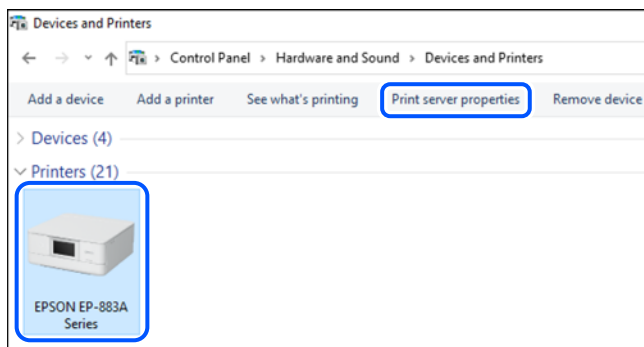 Devices and Printers
Control Panel > Hardware and Sound > Devices and Printers
Add a device Add a printer See what's printing Print server properties Remove device
Devices (4)
Printers (21)
EPSON EP-883A
Series